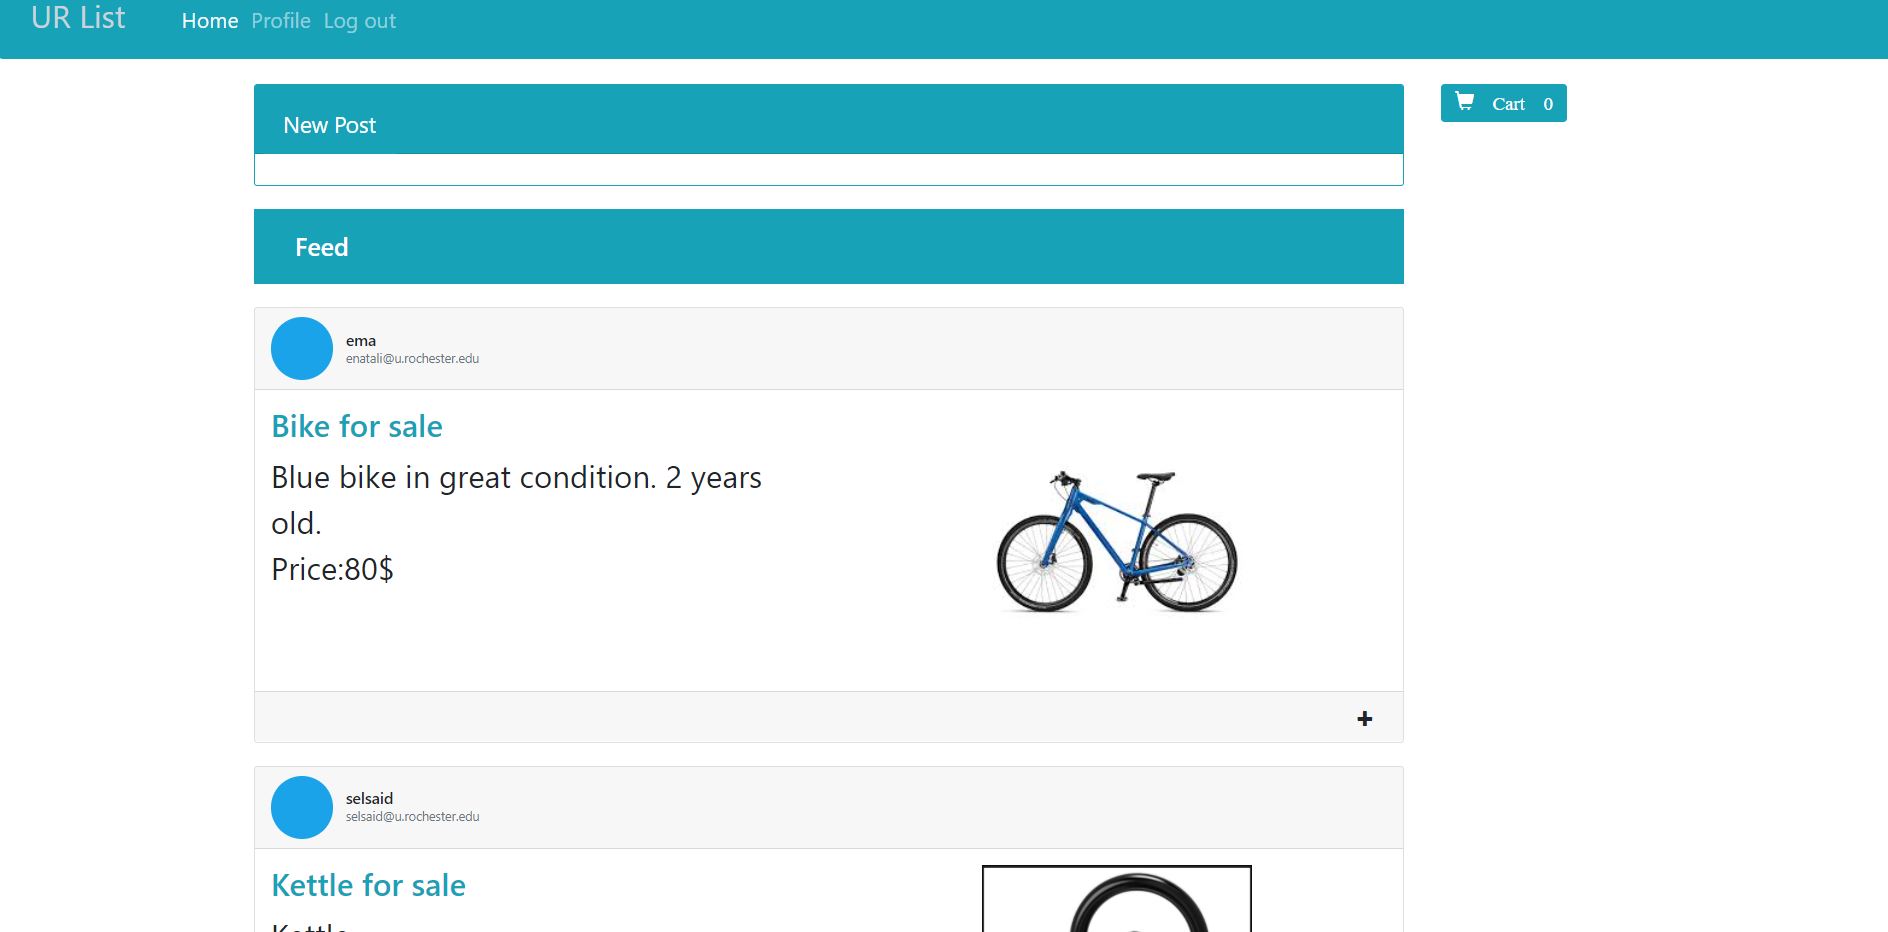 UR List Home Profile Log out
New Post
Cart 0
Feed
ema
enatali@u.rochester.edu
Bike for sale
Blue bike in great condition. 2 years
old.
Price:80$
selsaid
selsaid@u.rochester.edu
Kettle for sale
Kettle